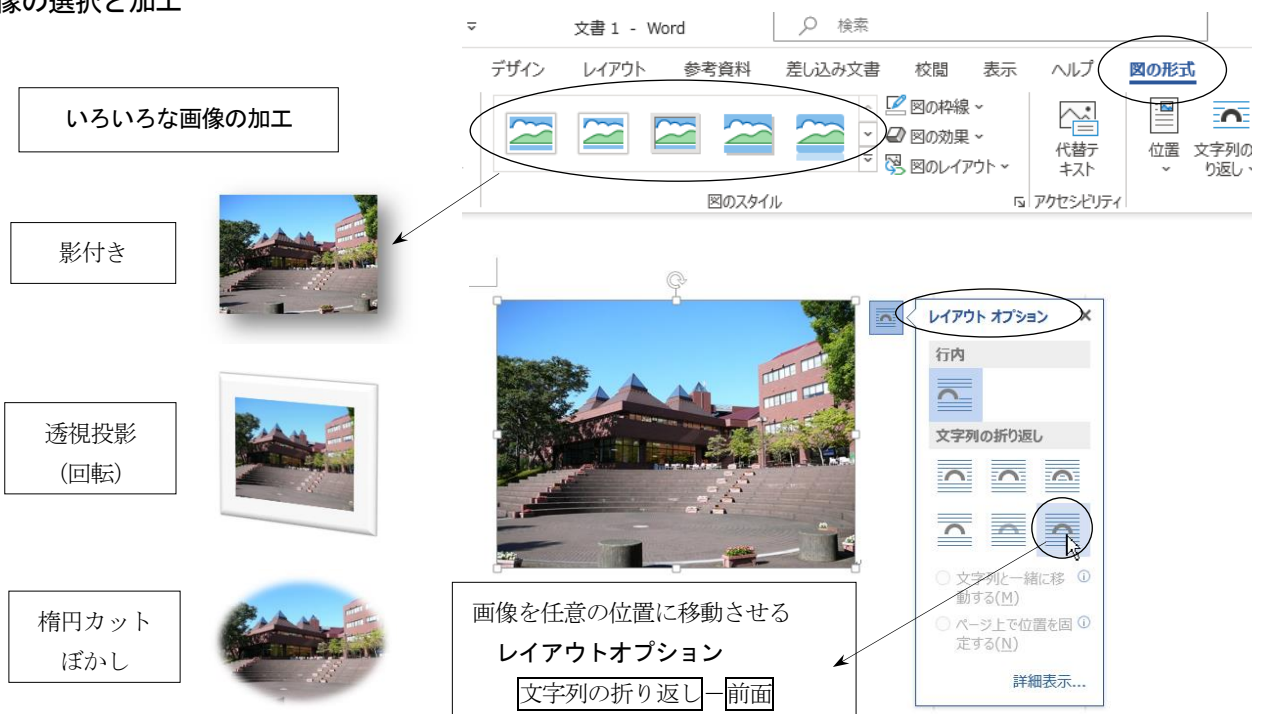 像の選択と加工
いろいろな画像の加工
影付き
透視投影
(回転)
楕円カット
ぼかし
文書 1 - Word
検索
デザイン レイアウト 参考資料 差し込み文書 校閲 表示 ヘルプ 図の形式
図の枠線
図の効果
図のレイアウト
代替テ
キスト
位置
文字列の
り返し
図のスタイル
アクセシビリティ
レイアウト オプション
行内
文字列の折り返し
文字列と一緒に移
動する(M)
ページ上で位置を固
定する(N)
詳細表示...
画像を任意の位置に移動させる
レイアウトオプション
文字列の折り返し－前面